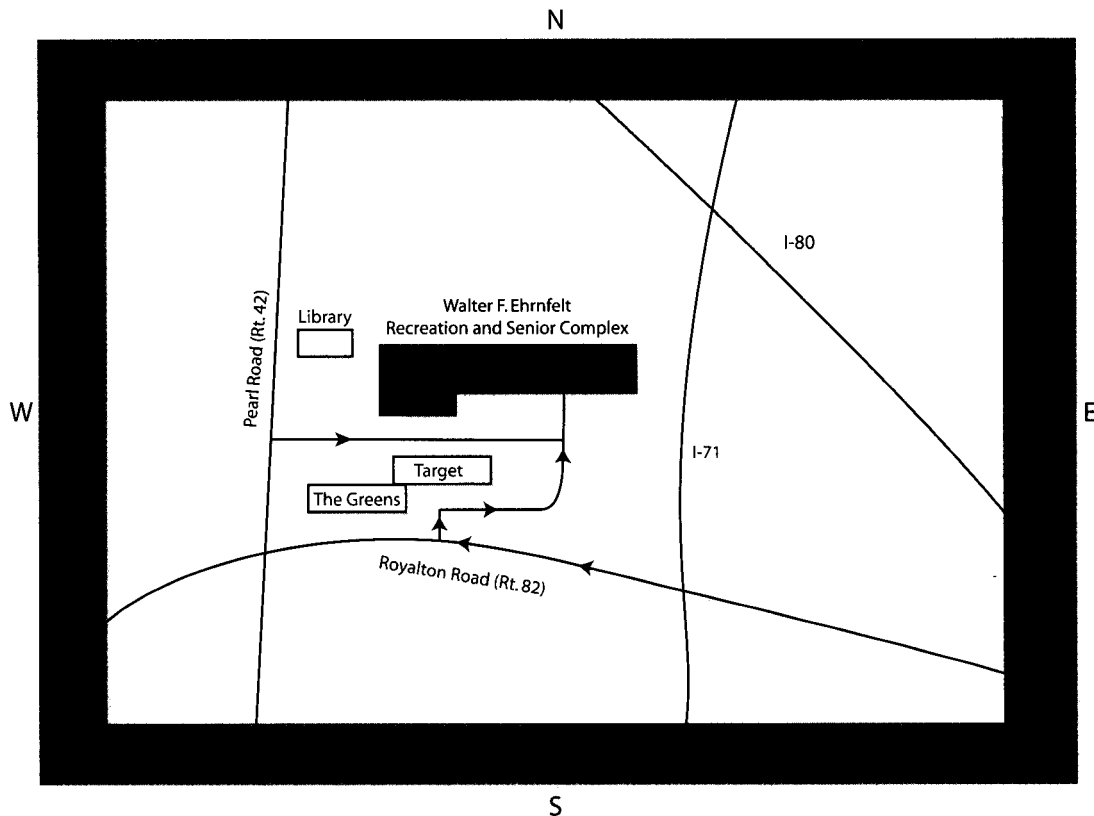 N
I-80
Walter F. Ehrnfelt
Recreation and Senior Complex
Library
Pearl Road (Rt. 42)
W
E
I-71
Target
The Greens
Royalton Road (Rt. 82)
S